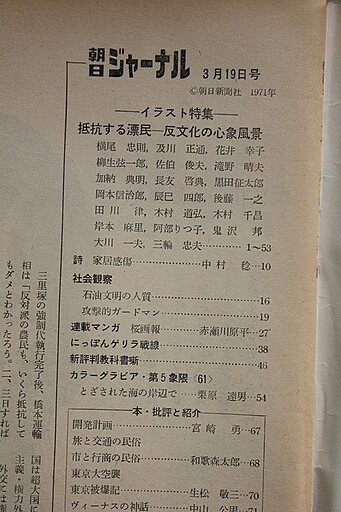 朝日ジャーナル 3月19日号
©朝日新聞社 1971年
イラスト特集
抵抗する漂民—反文化の心象風景
横尾 忠則, 及川 正通, 花井 幸子
柳生弦一郎, 佐伯 俊夫, 滝野 晴夫
加納 典明, 長友 啓典, 黒田征太郎
岡本信治郎, 辰巳 四郎, 後藤 一之
田川 律, 木村 道弘, 木村 千昌
岸本 麻里, 阿部りつ子, 鬼沢 邦
大川 一夫, 三輪 忠夫……1~53
詩 家居感傷……中村 稔…10
社会観察
石油文明の人質……16
攻撃的ガードマン……19
連載マンガ 桜画報……赤瀬川原平…27
にっぽんゲリラ戦線……38
新評判教科書噺……46
カラーグラビア・第5象限〈61〉
とざされた海の岸辺で……栗原 達男…54
本・批評と紹介
開発計画……宮崎 勇…67
旅と交通の民俗
市と行商の民俗……和歌森太郎…68
東京大空襲
東京被爆記……生松 敬三…70
ヴィーナスの神話……中山 公男…71
三里塚の強制代執行完了後、橋本運輸
相は「反対派の農民も、いくら抵抗して
もダメとわかったろう。二、三日すれば
国は超大国に
主義・権力外
外交では